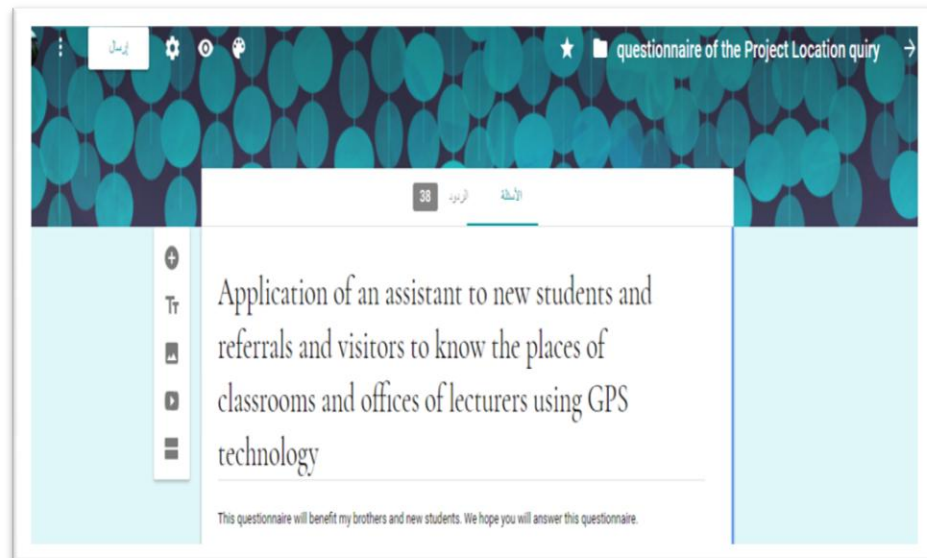 questionnaire of the Project Location quiry
إرسال
الأسئلة الردود 38
Application of an assistant to new students and
referrals and visitors to know the places of
classrooms and offices of lecturers using GPS
technology
This questionnaire will benefit my brothers and new students. We hope you will answer this questionnaire.